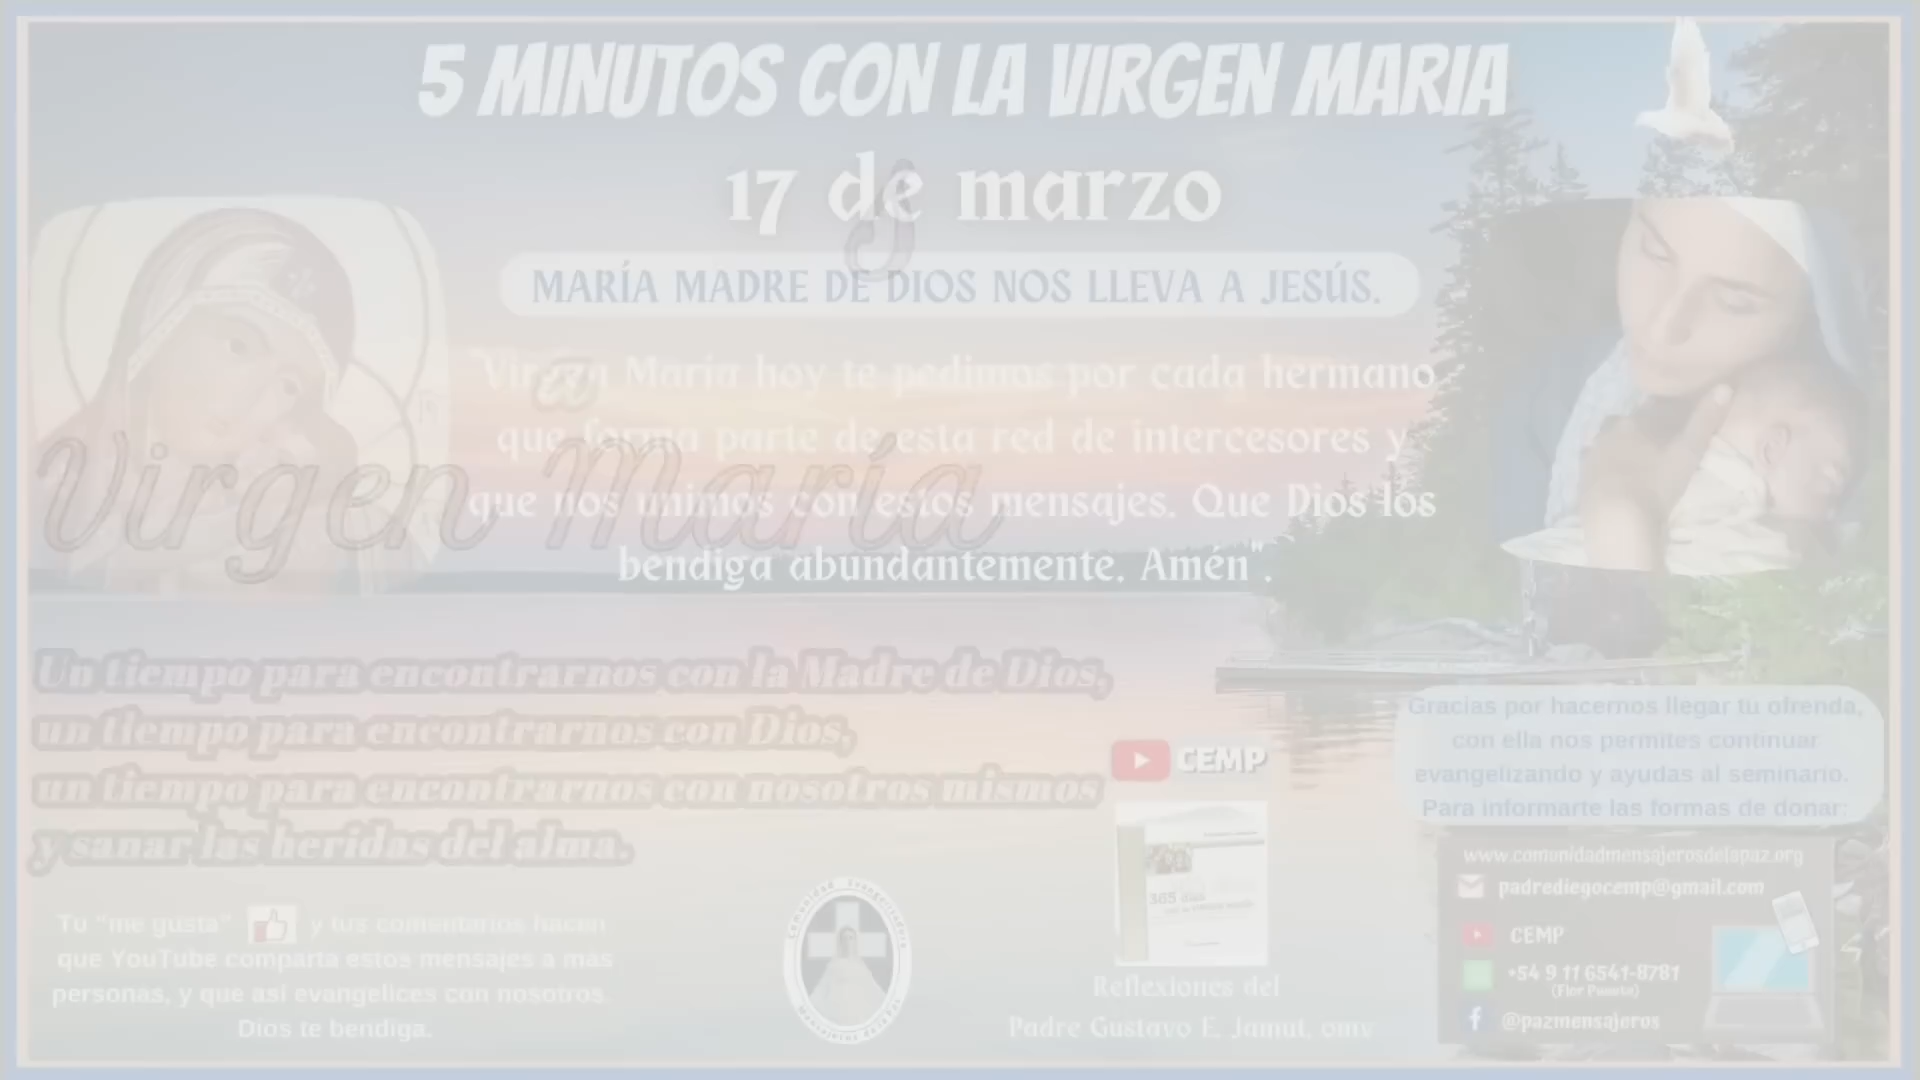 5 MINUTOS CON LA VIRGEN MARIA
17 de marzo
MARÍA MADRE DE DIOS NOS LLEVA A JESÚS.
"Virgen Maria hoy te pedimos por cada hermano
que forma parte de esta red de intercesores y
que nos unimos con estos mensajes. Que Dios los
bendiga abundantemente. Amén".
Virgen María
Un tiempo para encontrarnos con la Madre de Dios,
un tiempo para encontrarnos con Dios,
un tiempo para encontrarnos con nosotros mismos
y sanar las heridas del alma.
Tu "me gusta" y tus comentarios hacen
que YouTube comparta estos mensajes a más
personas, y que así evangelices con nosotros.
Dios te bendiga.
CEMP
365 días
Reflexiones del
Padre Gustavo E. Jamut, omv
Gracias por hacernos llegar tu ofrenda,
con ella nos permites continuar
evangelizando y ayudas al seminario.
Para informarte las formas de donar:
www.comunidadmensajerosdelapaz.org
padrediegocemp@gmail.com
CEMP
+54 9 11 6541-8781
@pazmensajeros